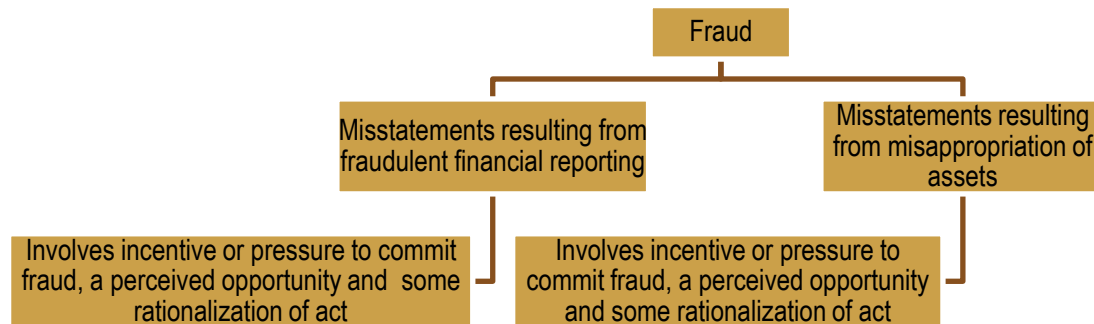 Fraud
Misstatements resulting from
fraudulent financial reporting
Misstatements resulting
from misappropriation of
assets
Involves incentive or pressure to commit
fraud, a perceived opportunity and  some
rationalization of act
Involves incentive or pressure to
commit fraud, a perceived opportunity
and some rationalization of act